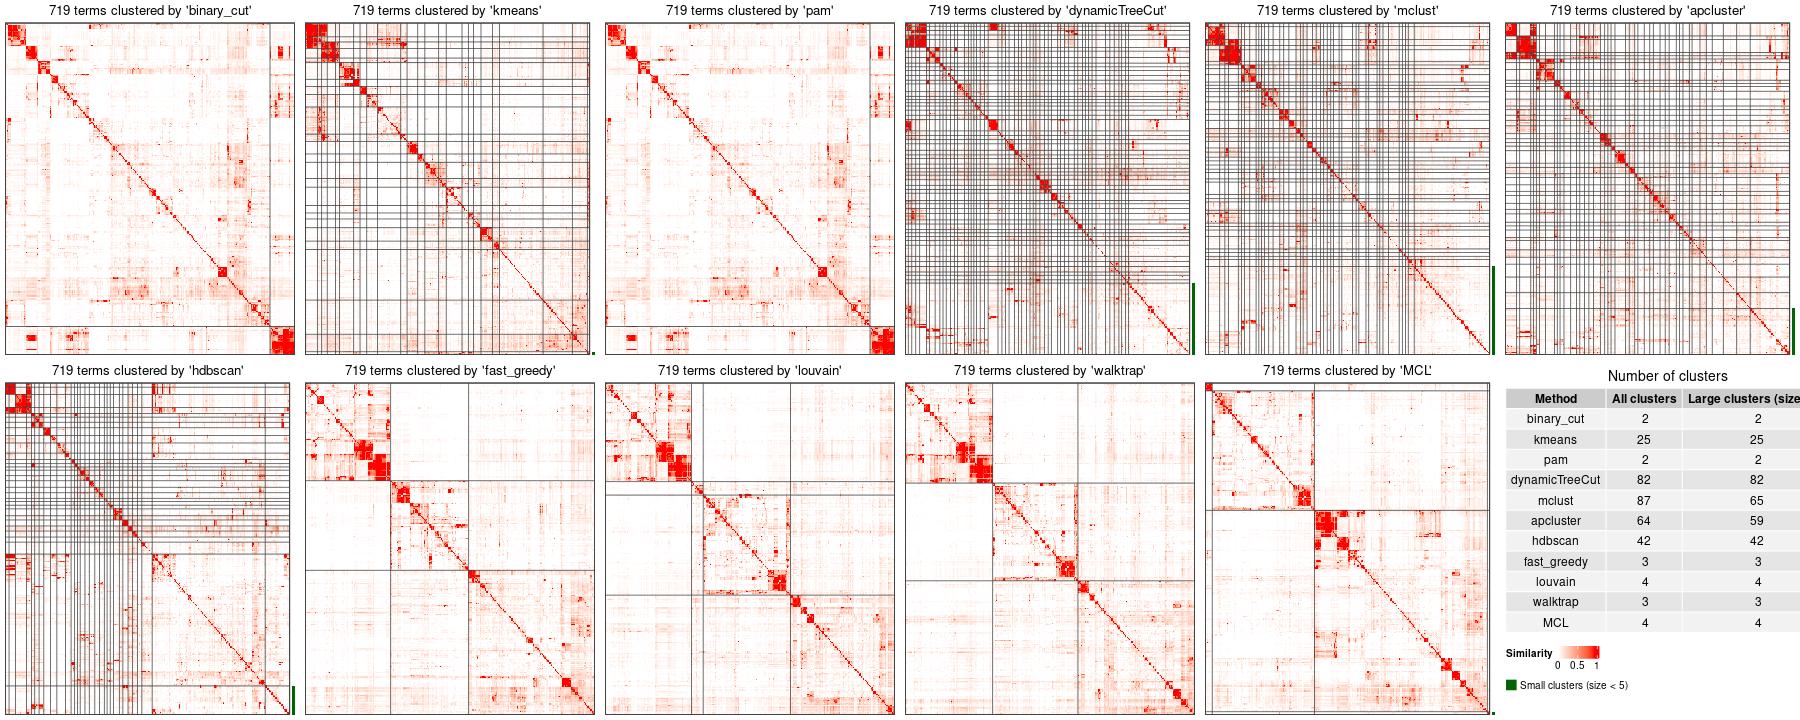 719 terms clustered by 'binary_cut'
719 terms clustered by 'kmeans'
719 terms clustered by 'pam'
719 terms clustered by 'dynamicTreeCut'
719 terms clustered by 'mclust'
719 terms clustered by 'apcluster'
719 terms clustered by 'hdbscan'
719 terms clustered by 'fast_greedy'
719 terms clustered by 'louvain'
719 terms clustered by 'walktrap'
719 terms clustered by 'MCL'
Number of clusters
Method All clusters Large clusters (size
binary_cut 2 2
kmeans 25 25
pam 2 2
dynamicTreeCut 82 82
mclust 87 65
apcluster 64 59
hdbscan 42 42
fast_greedy 3 3
louvain 4 4
walktrap 3 3
MCL 4 4
Similarity
0 0.5 1
Small clusters (size < 5)